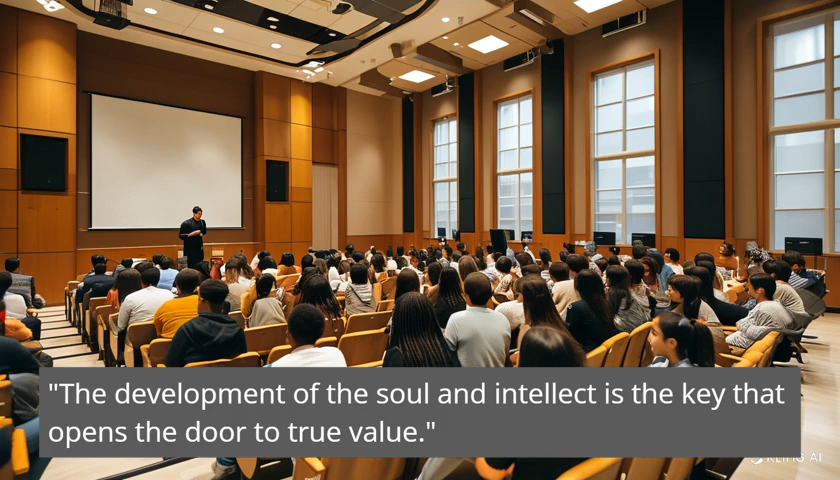 "The development of the soul and intellect is the key that
opens the door to true value."
KLING AI